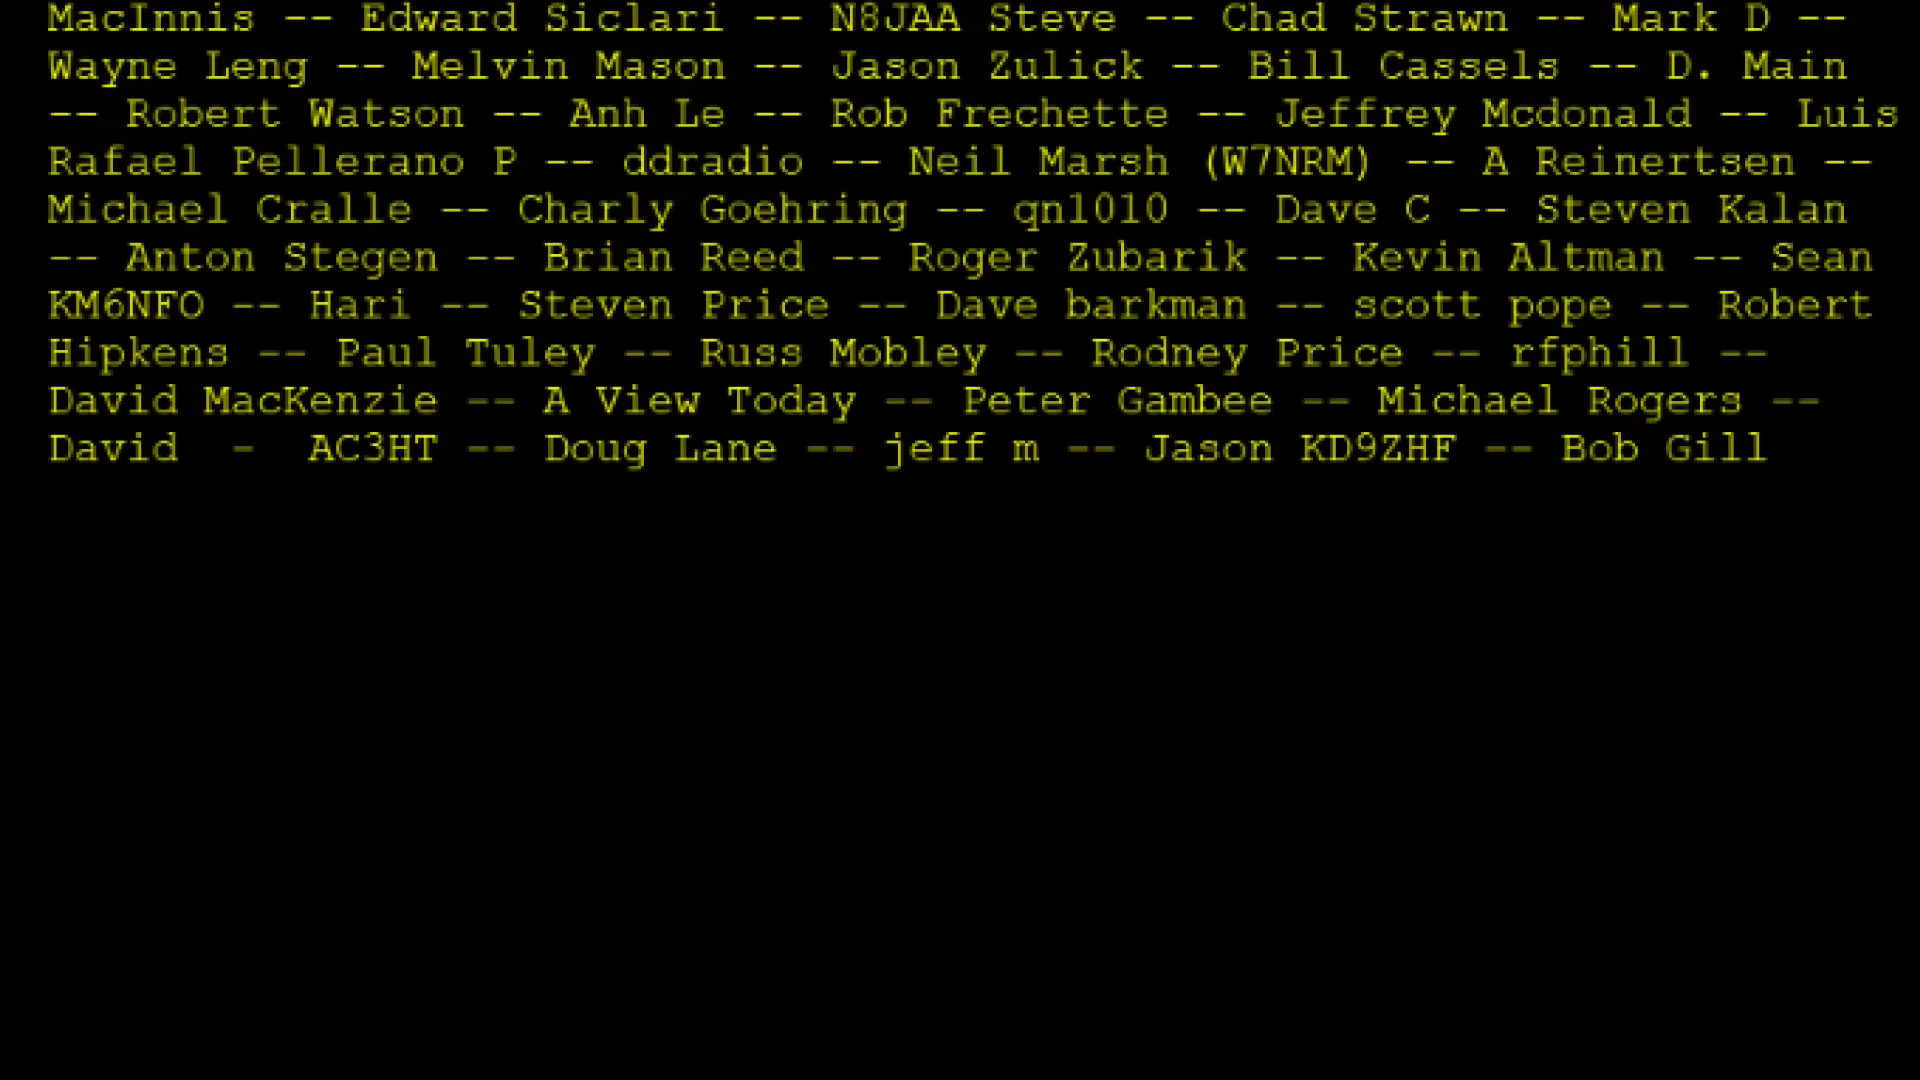 MacInnis -- Edward Siclari -- N8JAA Steve -- Chad Strawn -- Mark D --
Wayne Leng -- Melvin Mason -- Jason Zulick -- Bill Cassels -- D. Main
-- Robert Watson -- Anh Le -- Rob Frechette -- Jeffrey Mcdonald -- Luis
Rafael Pellerano P -- ddradio -- Neil Marsh (W7NRM) -- A Reinertsen --
Michael Cralle -- Charly Goehring -- qn1010 -- Dave C -- Steven Kalan
-- Anton Stegen -- Brian Reed -- Roger Zubarik -- Kevin Altman -- Sean
KM6NFO -- Hari -- Steven Price -- Dave barkman -- scott pope -- Robert
Hipkens -- Paul Tuley -- Russ Mobley -- Rodney Price -- rfphill --
David MacKenzie -- A View Today -- Peter Gambee -- Michael Rogers --
David  -  AC3HT -- Doug Lane -- jeff m -- Jason KD9ZHF -- Bob Gill